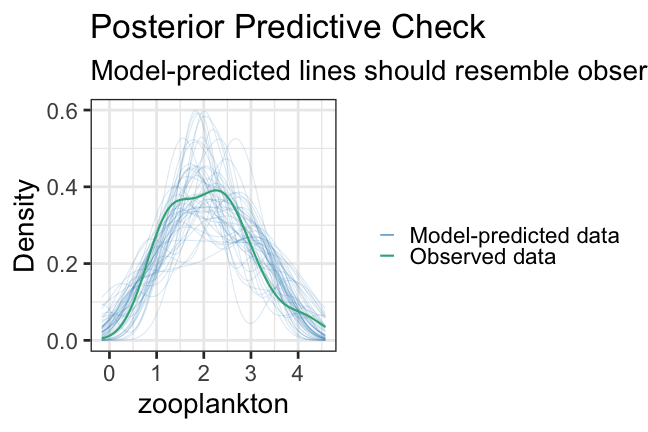 Posterior Predictive Check
Model-predicted lines should resemble obser
0.6
0.4
0.2
0.0
Density
0 1 2 3 4
zooplankton
Model-predicted data
Observed data